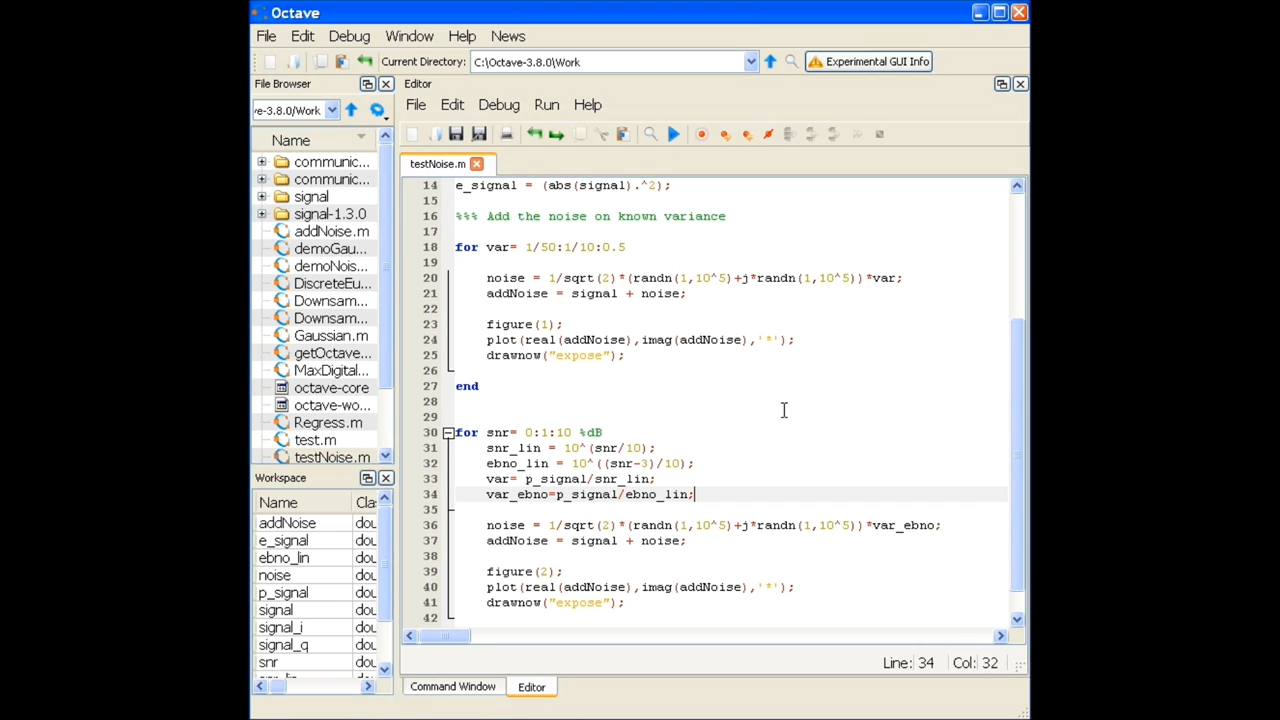 Octave
File Edit Debug Window Help News
Current Directory: C:\Octave-3.8.0\Work Experimental GUI Info
File Browser
Editor
File Edit Debug Run Help
ve-3.8.0/Work
Name
communic...
communic...
signal
signal-1.3.0
addNoise.m
demoGau...
demoNois...
DiscreteEu...
Downsam...
Downsam...
Gaussian.m
getOctave...
MaxDigital...
octave-core
octave-wo...
Regress.m
test.m
testNoise.m
Workspace
Name Cla
addNoise dou
e_signal dou
ebno_lin dou
noise dou
p_signal dou
signal dou
signal_i dou
signal_q dou
snr dou
testNoise.m
14 e_signal = (abs(signal).^2);
15
16 %%% Add the noise on known variance
17
18 for var= 1/50:1/10:0.5
19
20 noise = 1/sqrt(2)*(randn(1,10^5)+j*randn(1,10^5))*var;
21 addNoise = signal + noise;
22
23 figure(1);
24 plot(real(addNoise),imag(addNoise),'*');
25 drawnow("expose");
26
27 end
28
29
30 for snr= 0:1:10 %dB
31 snr_lin = 10^(snr/10);
32 ebno_lin = 10^((snr-3)/10);
33 var= p_signal/snr_lin;
34 var_ebno=p_signal/ebno_lin;
35
36 noise = 1/sqrt(2)*(randn(1,10^5)+j*randn(1,10^5))*var_ebno;
37 addNoise = signal + noise;
38
39 figure(2);
40 plot(real(addNoise),imag(addNoise),'*');
41 drawnow("expose");
42
Line: 34 Col: 32
Command Window Editor